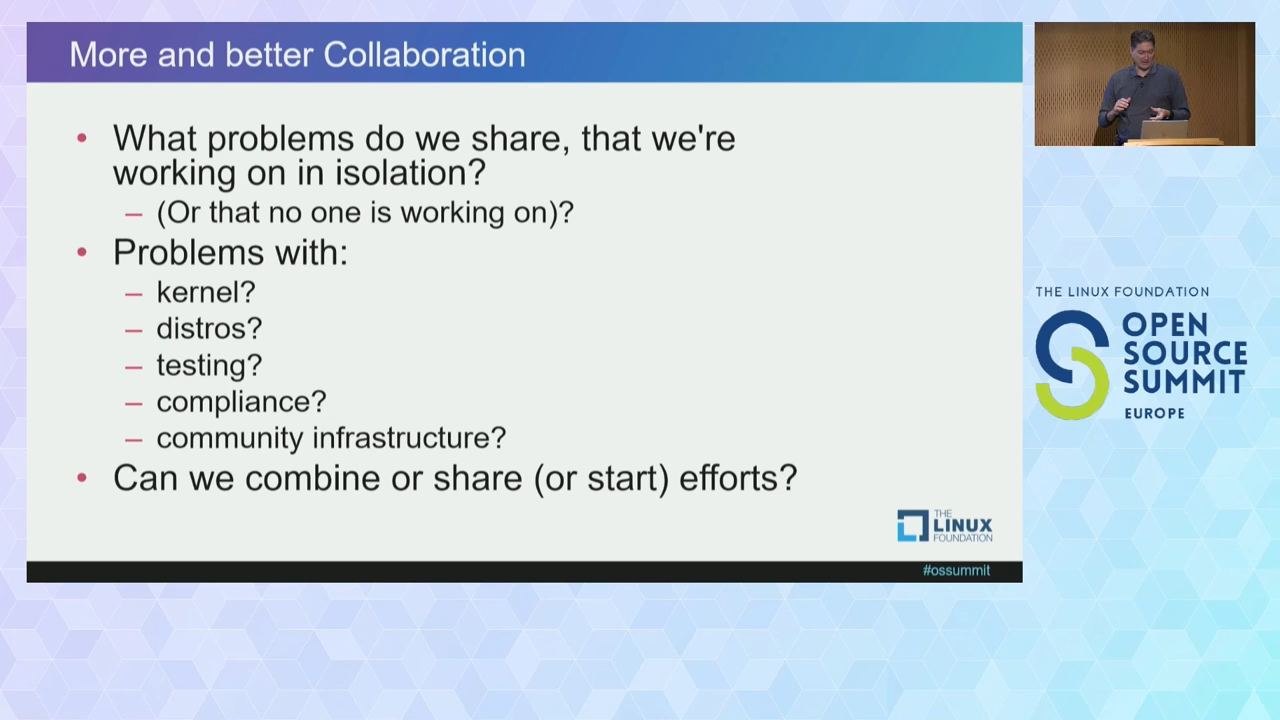 More and better Collaboration
• What problems do we share, that we're
working on in isolation?
– (Or that no one is working on)?
• Problems with:
– kernel?
– distros?
– testing?
– compliance?
– community infrastructure?
• Can we combine or share (or start) efforts?
THE
LINUX
FOUNDATION
#ossummit
THE LINUX FOUNDATION
OPEN
SOURCE
SUMMIT
EUROPE